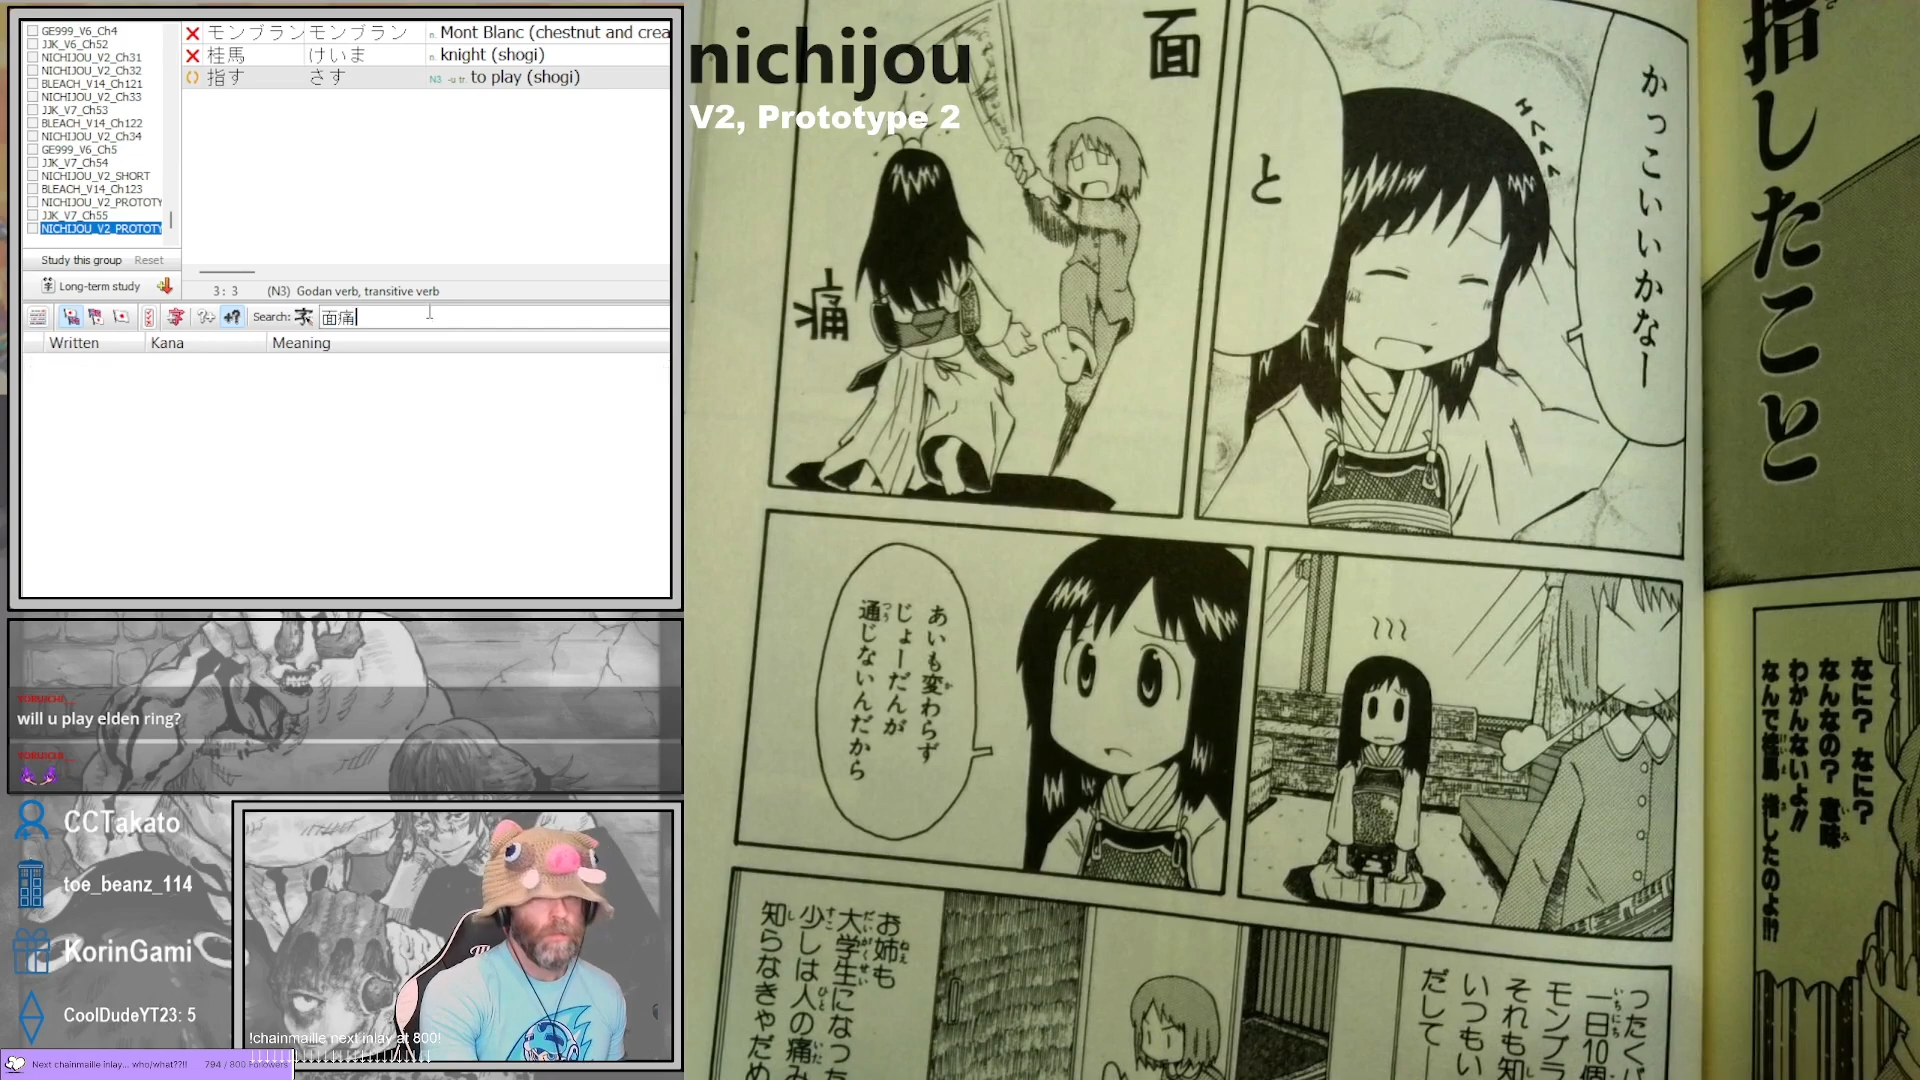 GE999_V6_Ch4
JJK_V6_Ch52
NICHIJOU_V2_Ch31
NICHIJOU_V2_Ch32
BLEACH_V14_Ch121
NICHIJOU_V2_Ch33
JJK_V7_Ch53
BLEACH_V14_Ch122
NICHIJOU_V2_Ch34
GE999_V6_Ch5
JJK_V7_Ch54
NICHIJOU_V2_SHORT
BLEACH_V14_Ch123
NICHIJOU_V2_PROTOTY
JJK_V7_Ch55
NICHIJOU_V2_PROTOTY
Study this group Reset
Long-term study
モンブラン モンブラン n. Mont Blanc (chestnut and crea
桂馬 けいま n. knight (shogi)
指す さす N3 -u tr. to play (shogi)
3: 3 (N3) Godan verb, transitive verb
Search: 面痛
Written Kana Meaning
will u play elden ring?
CCTakato
toe_beanz_114
KorinGami
CoolDudeYT23: 5
!chainmaille next inlay at 800!
Next chainmaille inlay... who/what??!! 794 / 800 Followers
nichijou
V2, Prototype 2
指したこと
なに？なに？
なんなの？意味
わかんないよ!!
なんで桂馬 指したのよ!!!
かっこいいかなー
と
エヘヘヘ
面
痛
あいも変わらず
じょーだんが
通じないんだから
つたくバ
一日10個
モンブラ
それも知
いつもい
だして
お姉も
大学生になった
少しは人の痛み
知らなきゃだめ